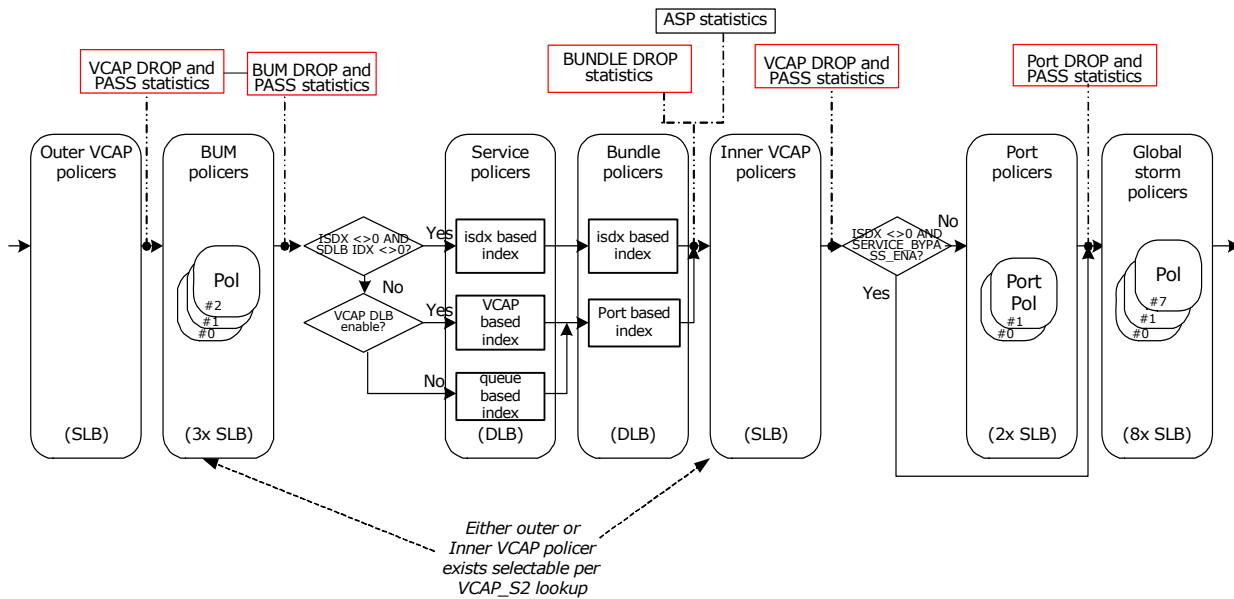 ASP statistics
VCAP DROP and
PASS statistics
BUM DROP and
PASS statistics
BUNDLE DROP
statistics
VCAP DROP and
PASS statistics
Port DROP and
PASS statistics
Outer VCAP
policers
(SLB)
BUM
policers
Pol
#2
#1
#0
(3x SLB)
ISDX <>0 AND
SDLB IDX <>0?
Yes
No
VCAP DLB
enable?
Yes
No
Service
policers
isdx based
index
VCAP
based
index
queue
based
index
(DLB)
Bundle
policers
isdx based
index
Port based
index
(DLB)
Inner VCAP
policers
(SLB)
ISDX <>0 AND
SERVICE_BYPA
SS_ENA?
No
Yes
Port
policers
Port
Pol
#1
#0
(2x SLB)
Global
storm
policers
Pol
#7
#1
#0
(8x SLB)
Either outer or
Inner VCAP policer
exists selectable per
VCAP_S2 lookup